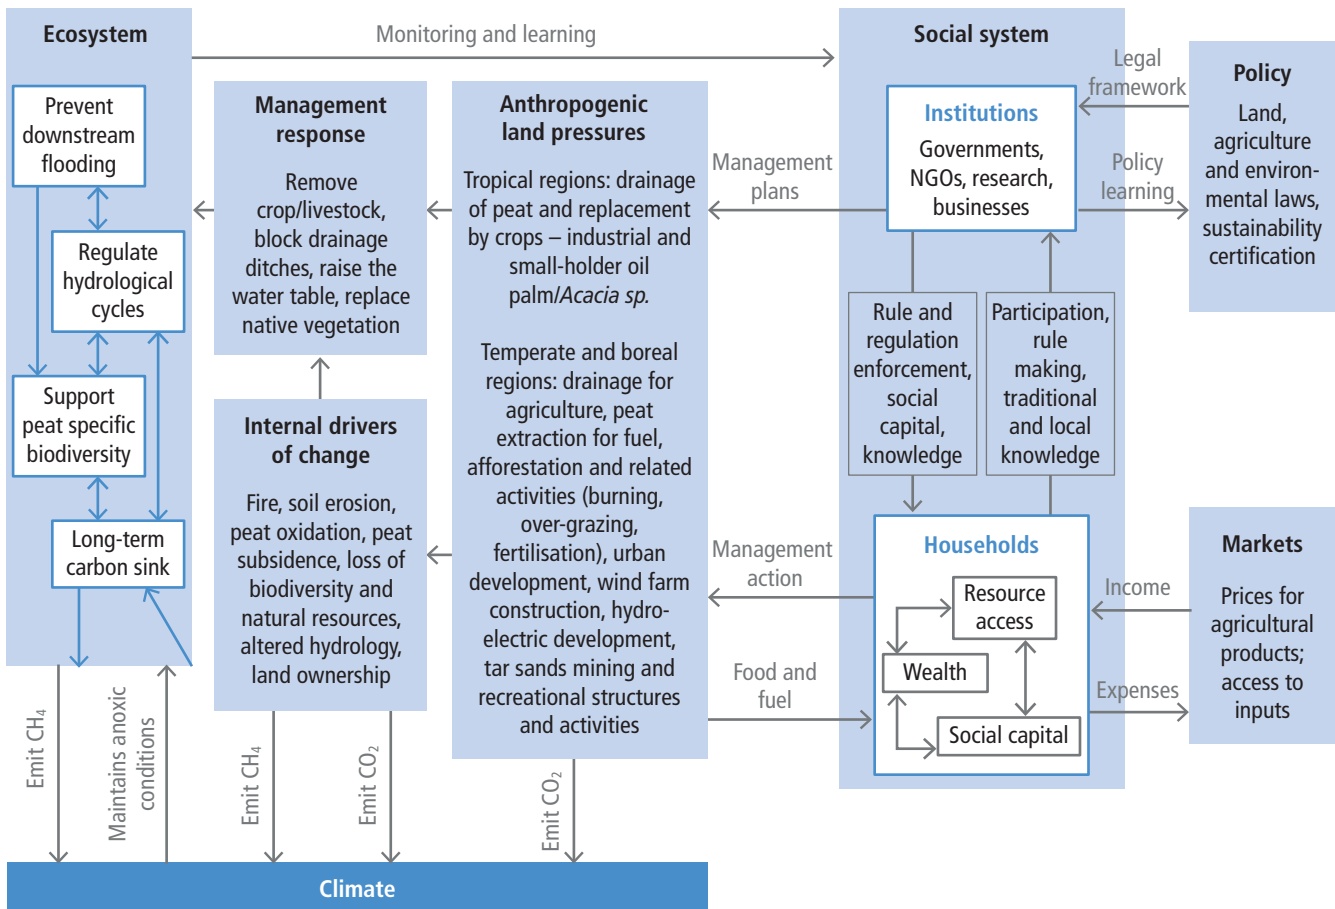 Ecosystem
Prevent
downstream
flooding
Regulate
hydrological
cycles
Support
peat specific
biodiversity
Long-term
carbon sink
Monitoring and learning
Management
response
Remove
crop/livestock,
block drainage
ditches, raise the
water table, replace
native vegetation
Internal drivers
of change
Fire, soil erosion,
peat oxidation, peat
subsidence, loss of
biodiversity and
natural resources,
altered hydrology,
land ownership
Anthropogenic
land pressures
Tropical regions: drainage
of peat and replacement
by crops – industrial and
small-holder oil
palm/Acacia sp.
Temperate and boreal
regions: drainage for
agriculture, peat
extraction for fuel,
afforestation and related
activities (burning,
over-grazing,
fertilisation), urban
development, wind farm
construction, hydro-
electric development,
tar sands mining and
recreational structures
and activities
Management
plans
Management
action
Food and
fuel
Social system
Institutions
Governments,
NGOs, research,
businesses
Rule and
regulation
enforcement,
social
capital,
knowledge
Participation,
rule
making,
traditional
and local
knowledge
Households
Resource
access
Wealth
Social capital
Legal
framework
Policy
learning
Income
Expenses
Policy
Land,
agriculture
and environ-
mental laws,
sustainability
certification
Markets
Prices for
agricultural
products;
access to
inputs
Emit CH₄
Maintains anoxic
conditions
Emit CH₄
Emit CO₂
Emit CO₂
Climate